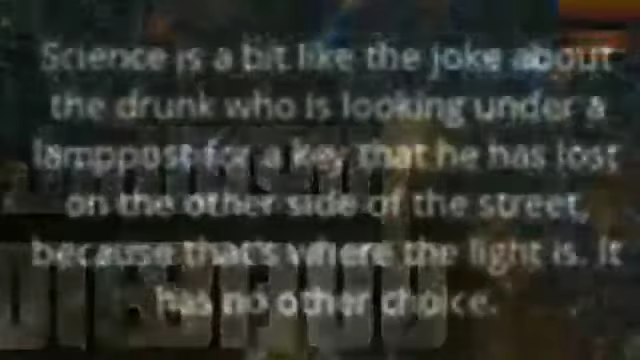 Science is a bit like the joke about
the drunk who is looking under a
lamppost for a key that he has lost
on the other side of the street,
because that's where the light is. It
has no other choice.